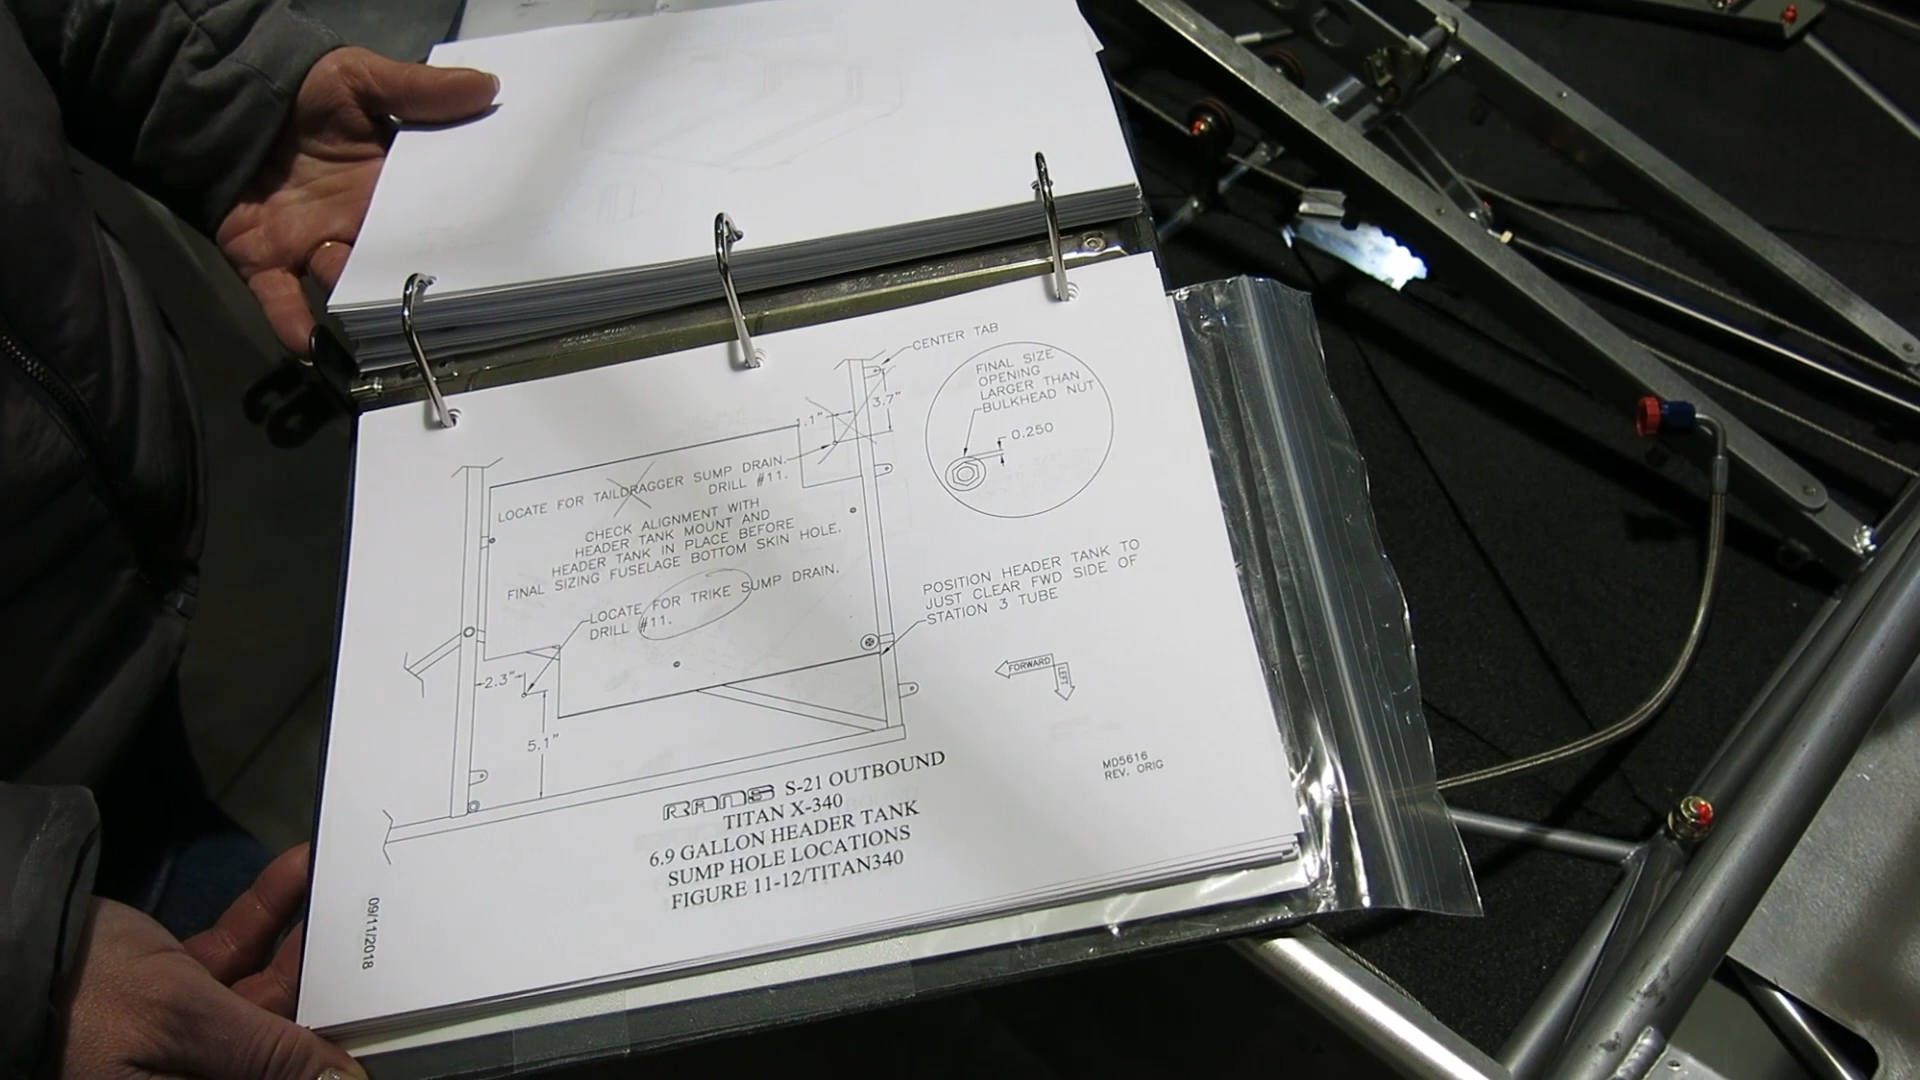 CENTER TAB
3.7"
.1"
FINAL SIZE
OPENING
LARGER THAN
BULKHEAD NUT
0.250
LOCATE FOR TAILDRAGGER SUMP DRAIN.
DRILL #11.
CHECK ALIGNMENT WITH
HEADER TANK MOUNT AND
HEADER TANK IN PLACE BEFORE
FINAL SIZING FUSELAGE BOTTOM SKIN HOLE.
LOCATE FOR TRIKE SUMP DRAIN.
DRILL #11.
POSITION HEADER TANK TO
JUST CLEAR FWD SIDE OF
STATION 3 TUBE
FORWARD
LEFT
2.3"
5.1"
MD5616
REV. ORIG
RANS S-21 OUTBOUND
TITAN X-340
6.9 GALLON HEADER TANK
SUMP HOLE LOCATIONS
FIGURE 11-12/TITAN340
09/11/2018